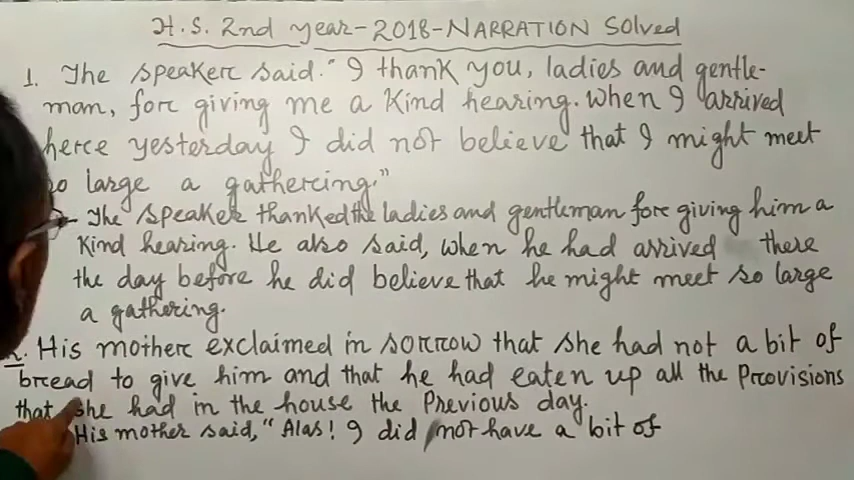 H.S. 2nd year-2018-NARRATION Solved
1. The speaker said. "I thank you, ladies and gentle-
man, for giving me a kind hearing. When I arrived
here yesterday I did not believe that I might meet
so large a gathering."
The speaker thanked the ladies and gentleman for giving him a
kind hearing. He also said, when he had arrived there
the day before he did believe that he might meet so large
a gathering.
His mother exclaimed in sorrow that she had not a bit of
bread to give him and that he had eaten up all the Provisions
that she had in the house the Previous day.
His mother said, "Alas! I did not have a bit of